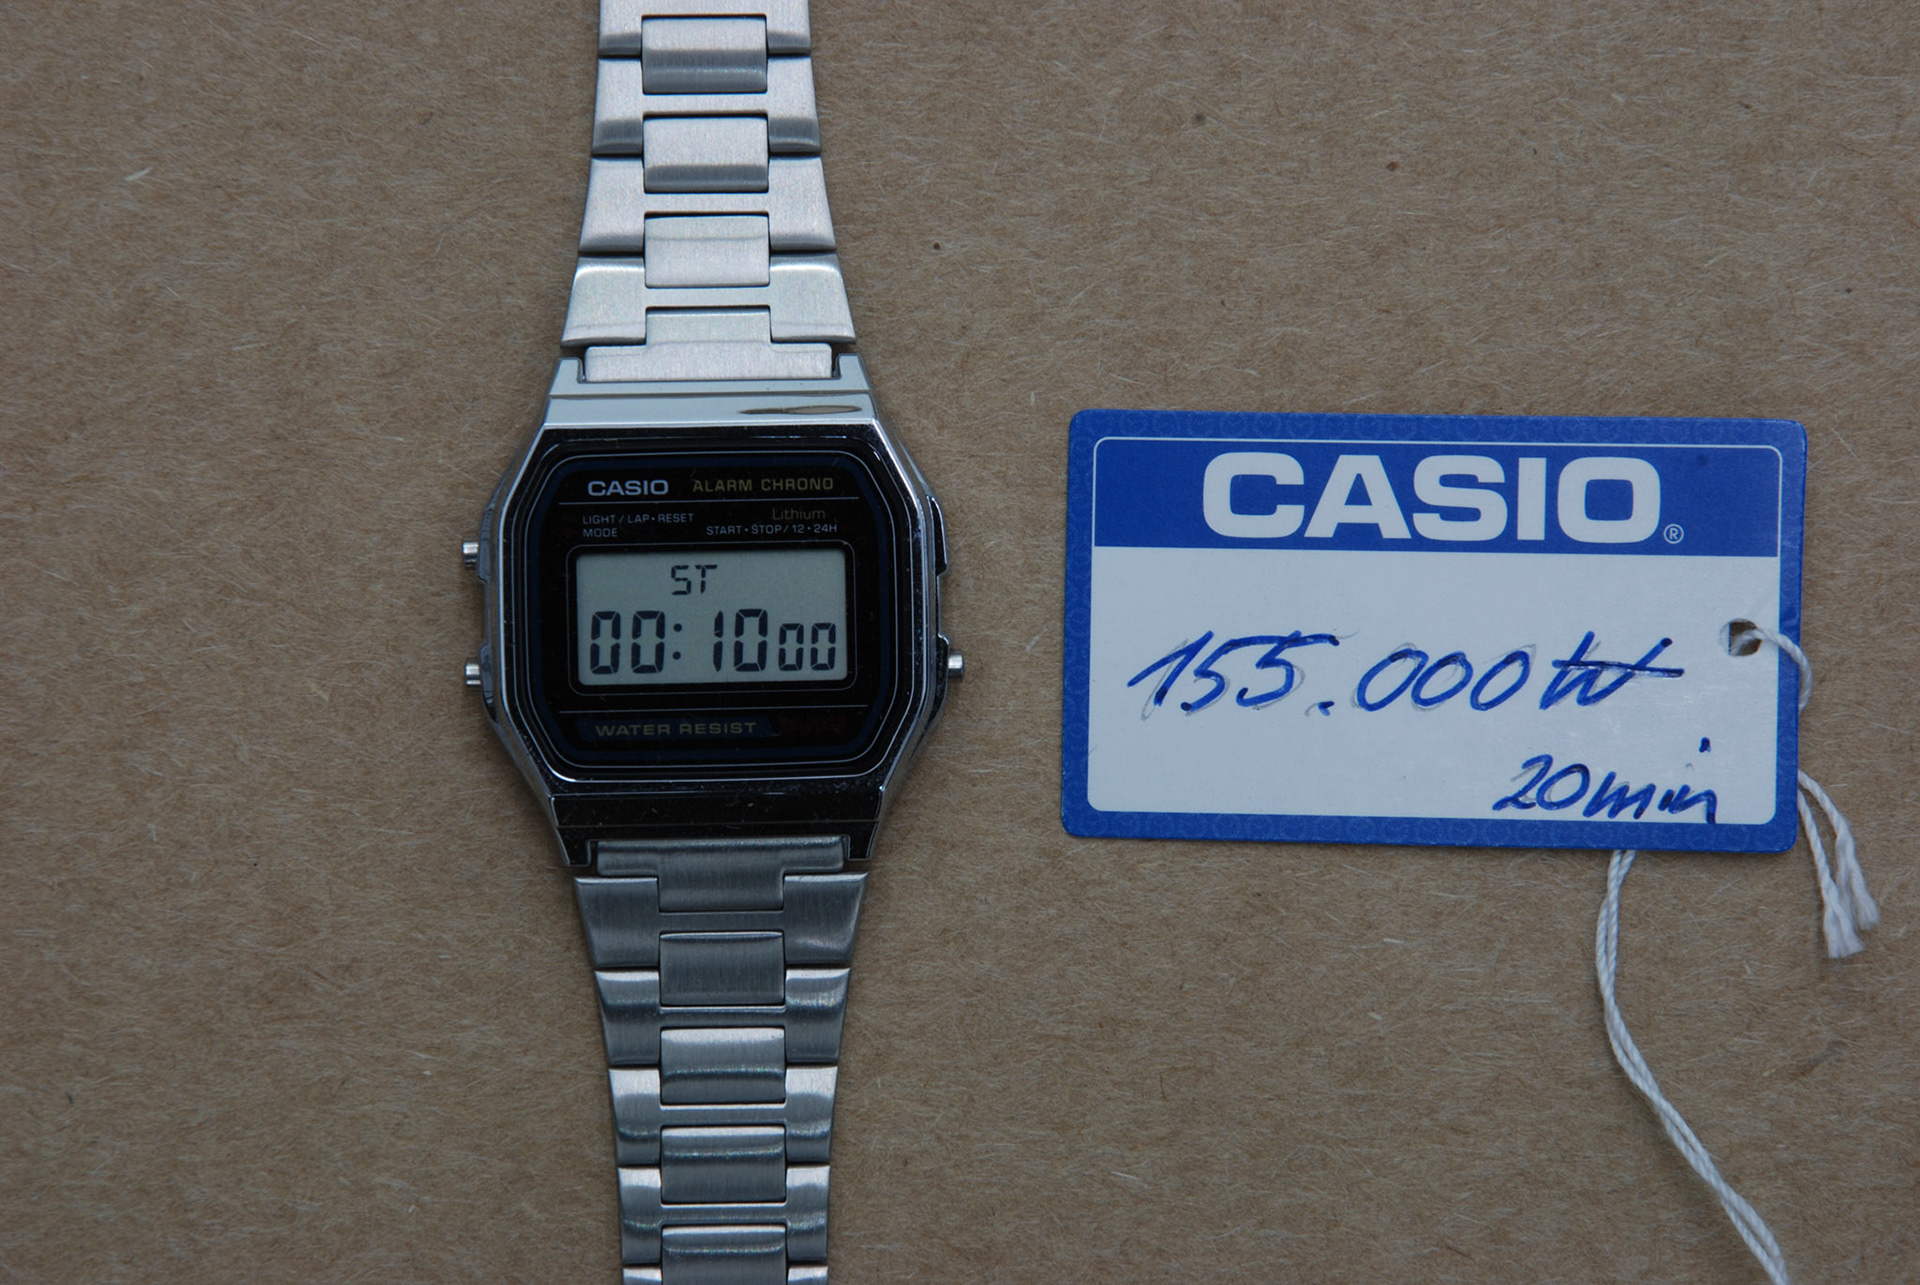 CASIO ALARM CHRONO
Lithium
LIGHT / LAP • RESET
MODE START • STOP / 12 • 24H
ST
00: 10 00
WATER RESIST
CASIO®
155.000₩
20min